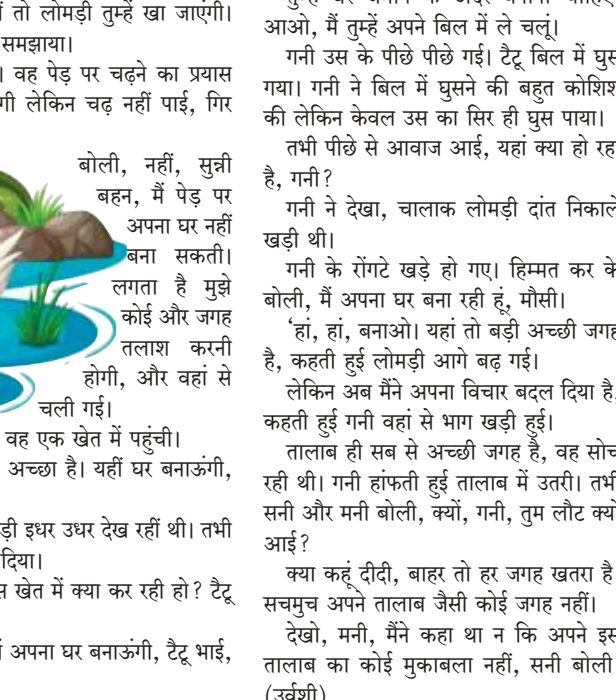 तो लोमड़ी तुम्हें खा जाएंगी।
समझाया।
। वह पेड़ पर चढ़ने का प्रयास
गी लेकिन चढ़ नहीं पाई, गिर
बोली, नहीं, सुन्नी
बहन, मैं पेड़ पर
अपना घर नहीं
बना सकती।
लगता है मुझे
कोई और जगह
तलाश करनी
होगी, और वहां से
चली गई।
वह एक खेत में पहुंची।
अच्छा है। यहीं घर बनाऊंगी,
ड़ी इधर उधर देख रहीं थी। तभी
दिया।
स खेत में क्या कर रही हो? टैटू
अपना घर बनाऊंगी, टैटू भाई,
आओ, मैं तुम्हें अपने बिल में ले चलूं।
गनी उस के पीछे पीछे गई। टैटू बिल में घुस
गया। गनी ने बिल में घुसने की बहुत कोशिश
की लेकिन केवल उस का सिर ही घुस पाया।
तभी पीछे से आवाज आई, यहां क्या हो रह
है, गनी?
गनी ने देखा, चालाक लोमड़ी दांत निकाले
खड़ी थी।
गनी के रोंगटे खड़े हो गए। हिम्मत कर के
बोली, मैं अपना घर बना रही हूं, मौसी।
‘हां, हां, बनाओ। यहां तो बड़ी अच्छी जगह
है, कहती हुई लोमड़ी आगे बढ़ गई।
लेकिन अब मैंने अपना विचार बदल दिया है,
कहती हुई गनी वहां से भाग खड़ी हुई।
तालाब ही सब से अच्छी जगह है, वह सोच
रही थी। गनी हांफती हुई तालाब में उतरी। तभी
सनी और मनी बोली, क्यों, गनी, तुम लौट क्यों
आई?
क्या कहूं दीदी, बाहर तो हर जगह खतरा है
सचमुच अपने तालाब जैसी कोई जगह नहीं।
देखो, मनी, मैंने कहा था न कि अपने इस
तालाब का कोई मुकाबला नहीं, सनी बोली
(उर्वशी)